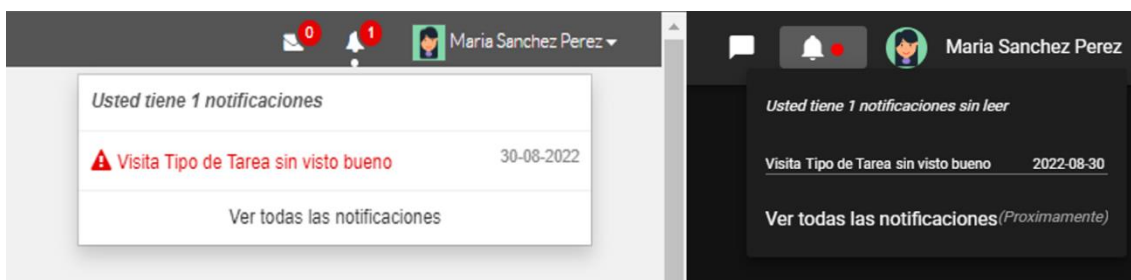 0
1
Maria Sanchez Perez
Usted tiene 1 notificaciones
Visita Tipo de Tarea sin visto bueno 30-08-2022
Ver todas las notificaciones
Maria Sanchez Perez
Usted tiene 1 notificaciones sin leer
Visita Tipo de Tarea sin visto bueno 2022-08-30
Ver todas las notificaciones (Proximamente)